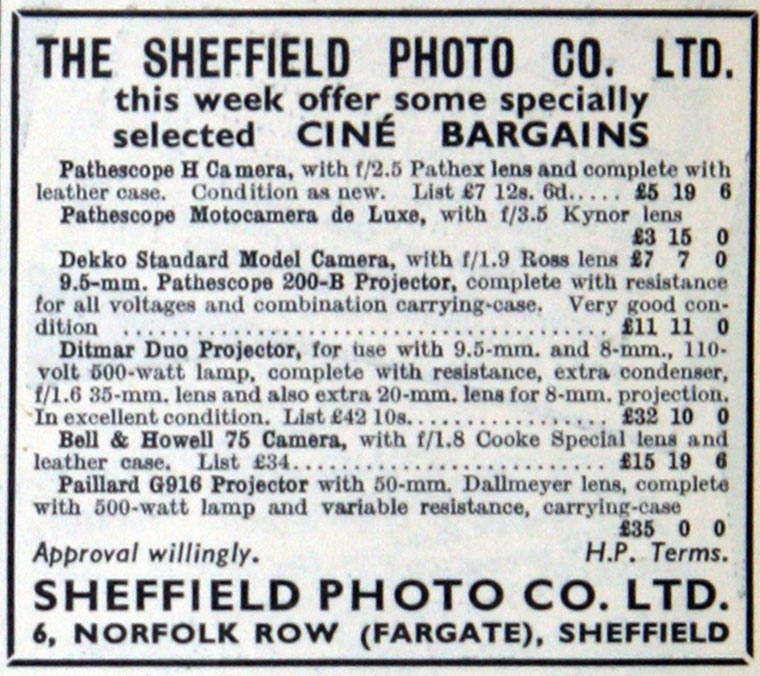 THE SHEFFIELD PHOTO CO. LTD.
this week offer some specially
selected CINÉ BARGAINS
Pathescope H Camera, with f/2.5 Pathex lens and complete with
leather case. Condition as new. List £7 12s. 6d..... £5 19 6
Pathescope Motocamera de Luxe, with f/3.5 Kynor lens
£3 15 0
Dekko Standard Model Camera, with f/1.9 Ross lens £7 7 0
9.5-mm. Pathescope 200-B Projector, complete with resistance
for all voltages and combination carrying-case. Very good con-
dition ........................................ £11 11 0
Ditmar Duo Projector, for use with 9.5-mm. and 8-mm., 110-
volt 500-watt lamp, complete with resistance, extra condenser,
f/1.6 35-mm. lens and also extra 20-mm. lens for 8-mm. projection.
In excellent condition. List £42 10s................. £32 10 0
Bell & Howell 75 Camera, with f/1.8 Cooke Special lens and
leather case. List £34.......................... £15 19 6
Paillard G916 Projector with 50-mm. Dallmeyer lens, complete
with 500-watt lamp and variable resistance, carrying-case
£35 0 0
Approval willingly. H.P. Terms.
SHEFFIELD PHOTO CO. LTD.
6, NORFOLK ROW (FARGATE), SHEFFIELD